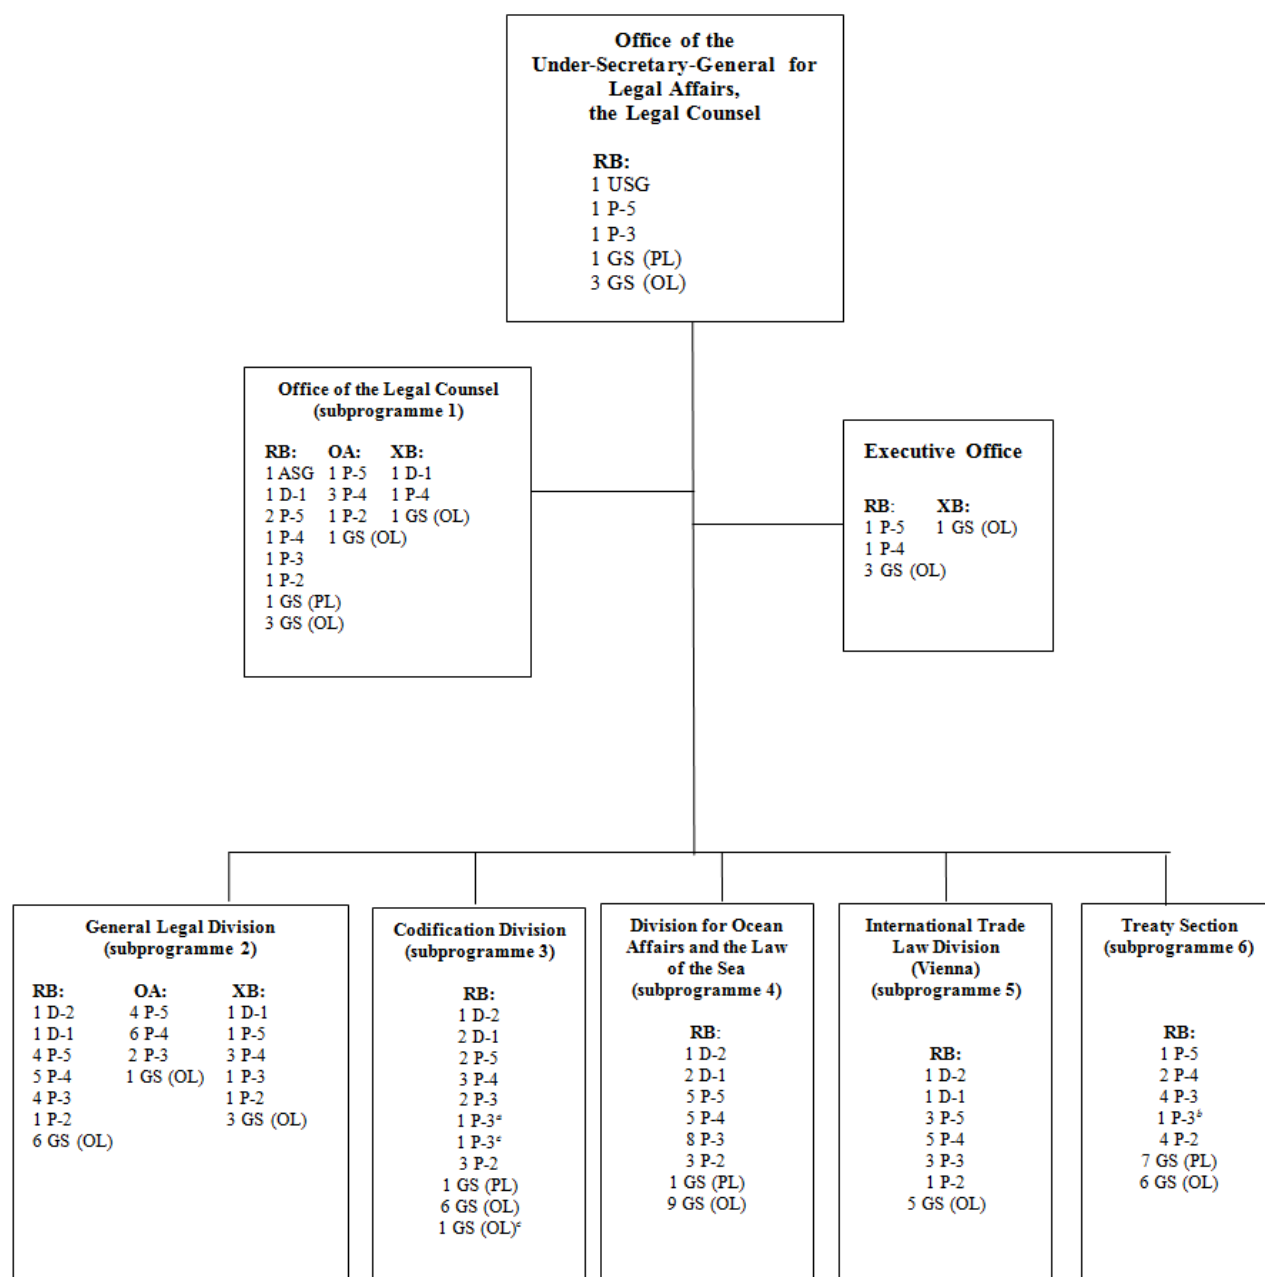 Office of the
Under-Secretary-General for
Legal Affairs,
the Legal Counsel
RB:
1 USG
1 P-5
1 P-3
1 GS (PL)
3 GS (OL)
Office of the Legal Counsel
(subprogramme 1)
RB: OA: XB:
1 ASG 1 P-5 1 D-1
1 D-1 3 P-4 1 P-4
2 P-5 1 P-2 1 GS (OL)
1 P-4 1 GS (OL)
1 P-3
1 P-2
1 GS (PL)
3 GS (OL)
Executive Office
RB: XB:
1 P-5 1 GS (OL)
1 P-4
3 GS (OL)
General Legal Division
(subprogramme 2)
RB: OA: XB:
1 D-2 4 P-5 1 D-1
1 D-1 6 P-4 1 P-5
4 P-5 2 P-3 3 P-4
5 P-4 1 GS (OL) 1 P-3
4 P-3 1 P-2
1 P-2 3 GS (OL)
6 GS (OL)
Codification Division
(subprogramme 3)
RB:
1 D-2
2 D-1
2 P-5
3 P-4
2 P-3
1 P-3
1 P-3
3 P-2
1 GS (PL)
6 GS (OL)
1 GS (OL)
Division for Ocean
Affairs and the Law
of the Sea
(subprogramme 4)
RB:
1 D-2
2 D-1
5 P-5
5 P-4
8 P-3
3 P-2
1 GS (PL)
9 GS (OL)
International Trade
Law Division
(Vienna)
(subprogramme 5)
RB:
1 D-2
1 D-1
3 P-5
5 P-4
3 P-3
1 P-2
5 GS (OL)
Treaty Section
(subprogramme 6)
RB:
1 P-5
2 P-4
4 P-3
1 P-3ᵇ
4 P-2
7 GS (PL)
6 GS (OL)